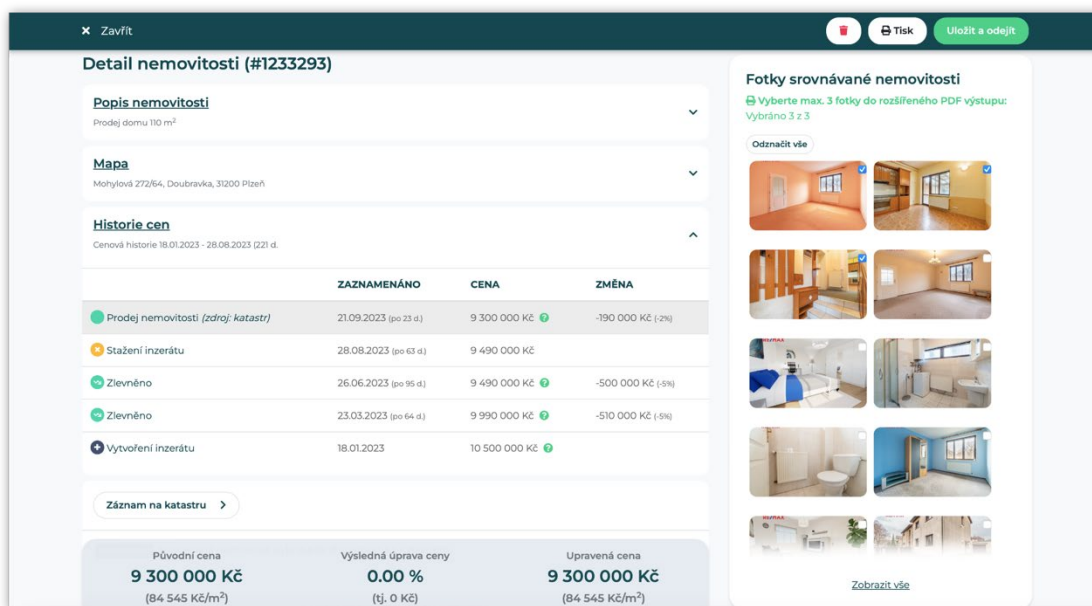 × Zavřít
Tisk
Uložit a odejít
Detail nemovitosti (#1233293)
Popis nemovitosti
Prodej domu 110 m²
Mapa
Mohylová 272/64, Doubravka, 31200 Plzeň
Historie cen
Cenová historie 18.01.2023 - 28.08.2023 (221 d.
ZAZNAMENÁNO CENA ZMĚNA
Prodej nemovitosti (zdroj: katastr) 21.09.2023 (po 23 d.) 9 300 000 Kč ? -190 000 Kč (-2%)
Stažení inzerátu 28.08.2023 (po 63 d.) 9 490 000 Kč
Zlevněno 26.06.2023 (po 95 d.) 9 490 000 Kč ? -500 000 Kč (-5%)
Zlevněno 23.03.2023 (po 64 d.) 9 990 000 Kč ? -510 000 Kč (-5%)
Vytvoření inzerátu 18.01.2023 10 500 000 Kč ?
Záznam na katastru
Původní cena Výsledná úprava ceny Upravená cena
9 300 000 Kč 0.00 % 9 300 000 Kč
(84 545 Kč/m²) (tj. 0 Kč) (84 545 Kč/m²)
Fotky srovnávané nemovitosti
Vyberte max. 3 fotky do rozšířeného PDF výstupu:
Vybráno 3 z 3
Odznačit vše
Zobrazit vše